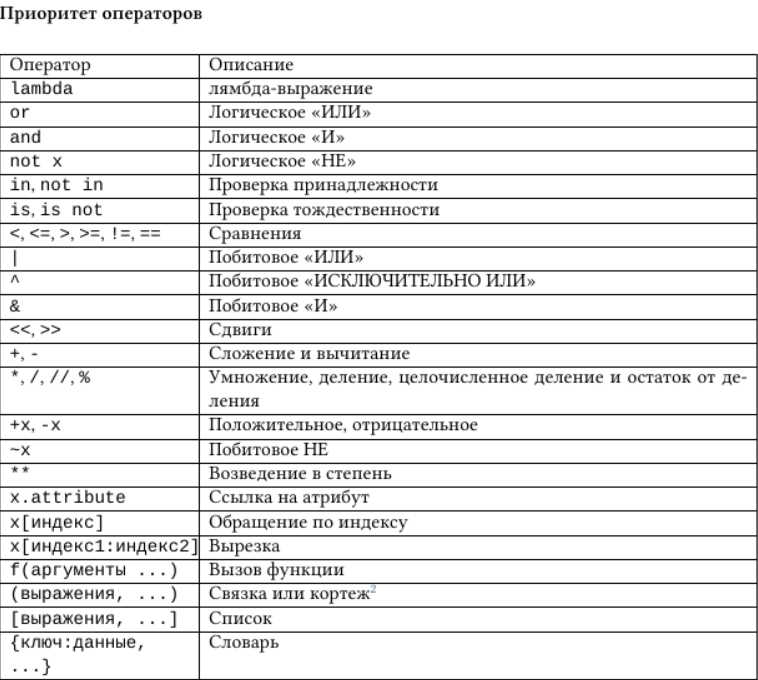 Приоритет операторов
Оператор Описание
lambda лямбда-выражение
or Логическое «ИЛИ»
and Логическое «И»
not x Логическое «НЕ»
in, not in Проверка принадлежности
is, is not Проверка тождественности
<, <=, >, >=, !=, == Сравнения
| Побитовое «ИЛИ»
^ Побитовое «ИСКЛЮЧИТЕЛЬНО ИЛИ»
& Побитовое «И»
<<, >> Сдвиги
+, - Сложение и вычитание
*, /, //, % Умножение, деление, целочисленное деление и остаток от де-
ления
+x, -x Положительное, отрицательное
~x Побитовое НЕ
** Возведение в степень
x.attribute Ссылка на атрибут
x[индекс] Обращение по индексу
x[индекс1:индекс2] Вырезка
f(аргументы ...) Вызов функции
(выражения, ...) Связка или кортеж²
[выражения, ...] Список
{ключ:данные, Словарь
...}